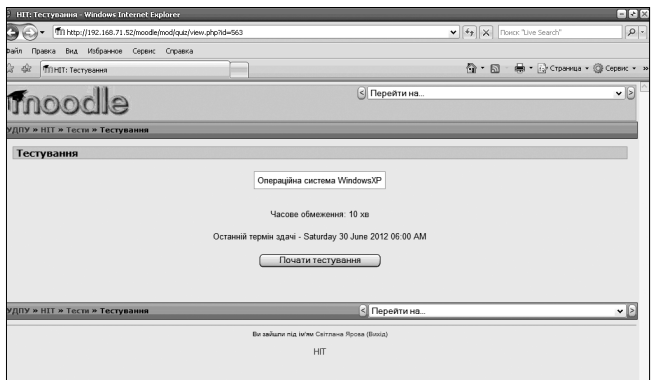 НІТ: Тестування - Windows Internet Explorer
http://192.168.71.52/moodle/mod/quiz/view.php?id=563
Поиск "Live Search"
Файл Правка Вид Избранное Сервис Справка
НІТ: Тестування
Страница Сервис »
moodle
Перейти на...
УДПУ » НІТ » Тести » Тестування
Тестування
Операційна система WindowsXP
Часове обмеження: 10 хв
Останній термін здачі - Saturday 30 June 2012 06:00 AM
Почати тестування
УДПУ » НІТ » Тести » Тестування
Перейти на...
Ви зайшли під ім'ям Світлана Ярова (Вихід)
НІТ